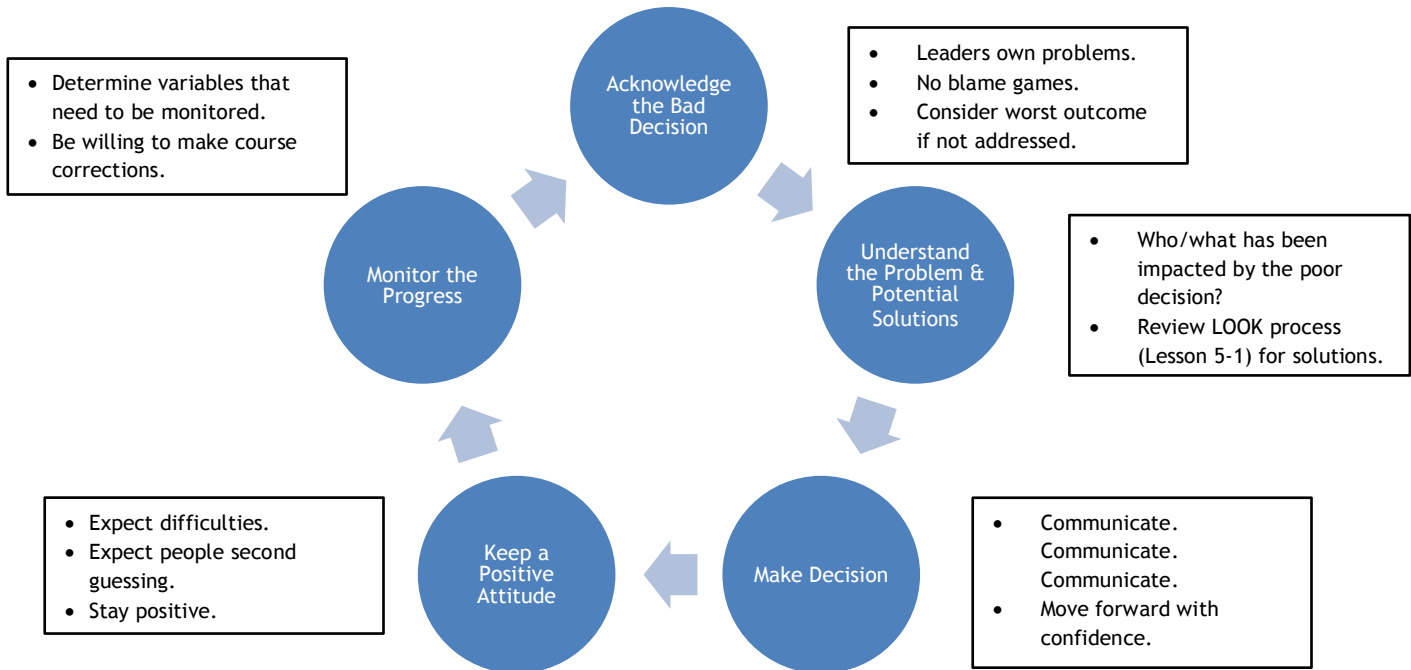 Acknowledge
the Bad
Decision
• Leaders own problems.
• No blame games.
• Consider worst outcome
if not addressed.
Understand
the Problem &
Potential
Solutions
• Who/what has been
impacted by the poor
decision?
• Review LOOK process
(Lesson 5-1) for solutions.
Make Decision
• Communicate.
Communicate.
Communicate.
• Move forward with
confidence.
Keep a
Positive
Attitude
• Expect difficulties.
• Expect people second
guessing.
• Stay positive.
Monitor the
Progress
• Determine variables that
need to be monitored.
• Be willing to make course
corrections.